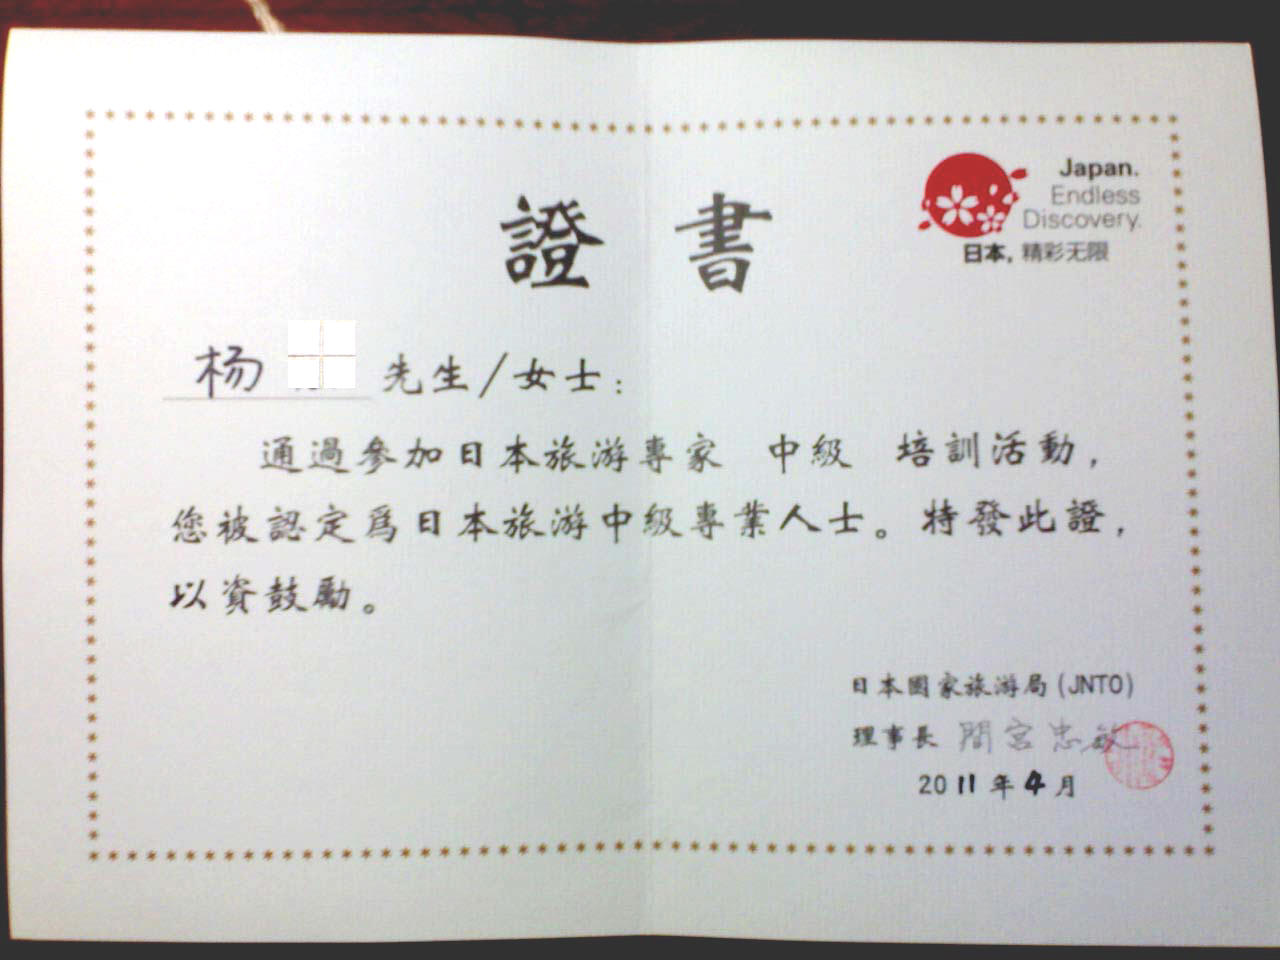 Japan.
Endless
Discovery.
日本，精彩无限
證書
杨 先生/女士：
通過參加日本旅游專家 中級 培訓活動，
您被認定爲日本旅游中級專業人士。特發此證，
以資鼓勵。
日本國家旅游局(JNTO)
理事長 間宮忠敏
2011年4月